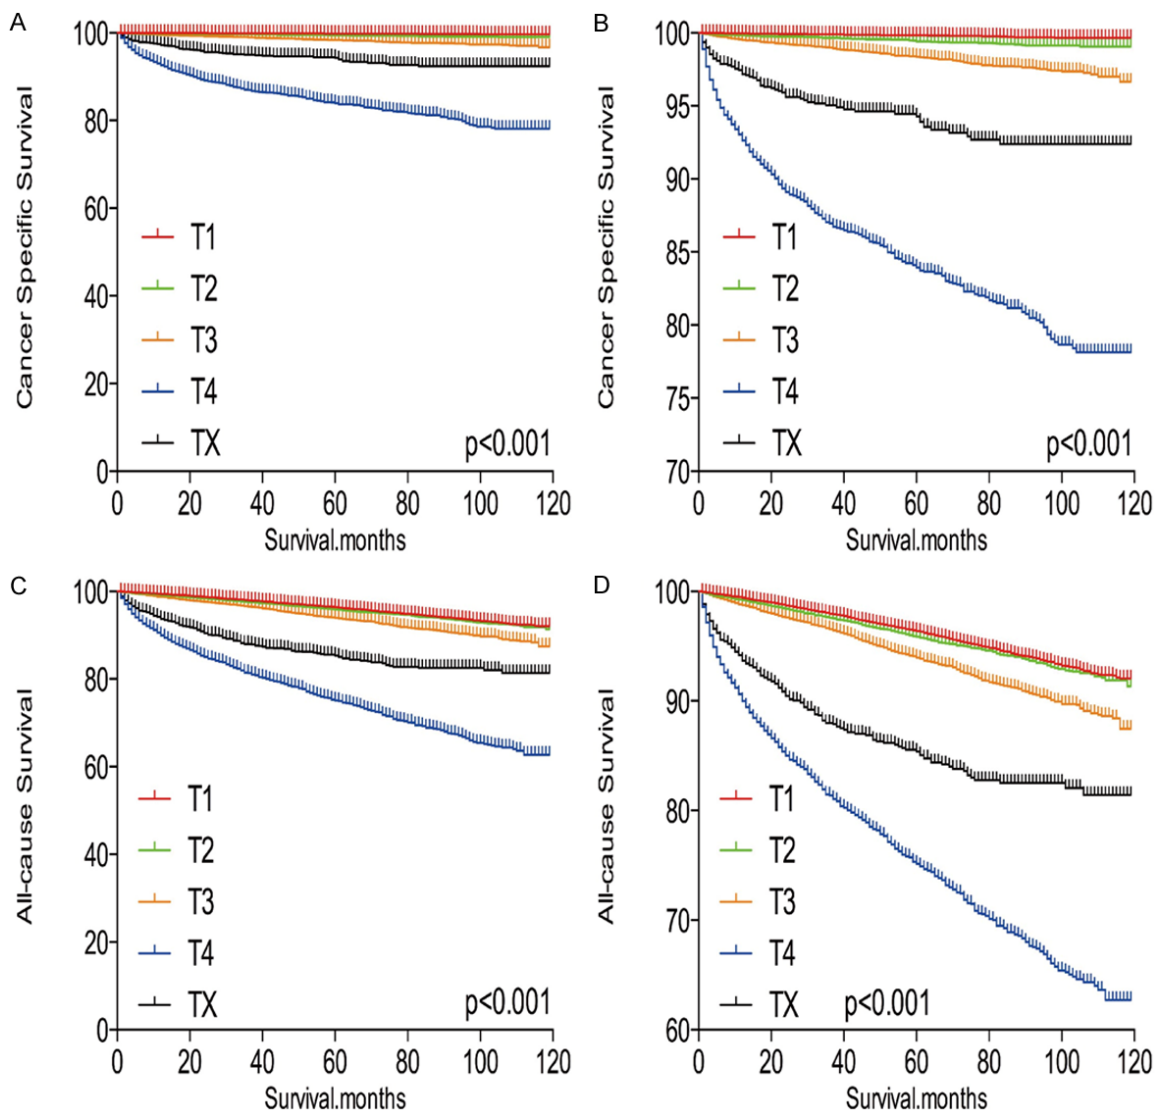 A
Cancer Specific Survival
100
80
60
40
20
0
T1
T2
T3
T4
TX
p<0.001
0 20 40 60 80 100 120
Survival.months
B
Cancer Specific Survival
100
95
90
85
80
75
70
T1
T2
T3
T4
TX
p<0.001
0 20 40 60 80 100 120
Survival.months
C
All-cause Survival
100
80
60
40
20
0
T1
T2
T3
T4
TX
p<0.001
0 20 40 60 80 100 120
Survival.months
D
All-cause Survival
100
90
80
70
60
T1
T2
T3
T4
TX
p<0.001
0 20 40 60 80 100 120
Survival.months